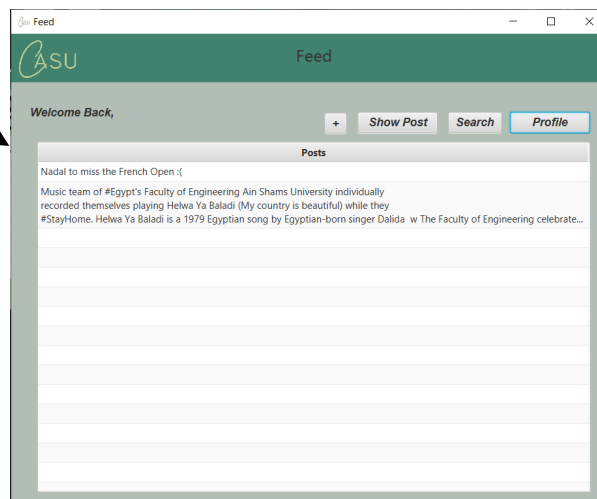 Feed
ASU
Feed
Welcome Back,
+ Show Post Search Profile
Posts
Nadal to miss the French Open :(
Music team of #Egypt's Faculty of Engineering Ain Shams University individually
recorded themselves playing Helwa Ya Baladi (My country is beautiful) while they
#StayHome. Helwa Ya Baladi is a 1979 Egyptian song by Egyptian-born singer Dalida w The Faculty of Engineering celebrate...